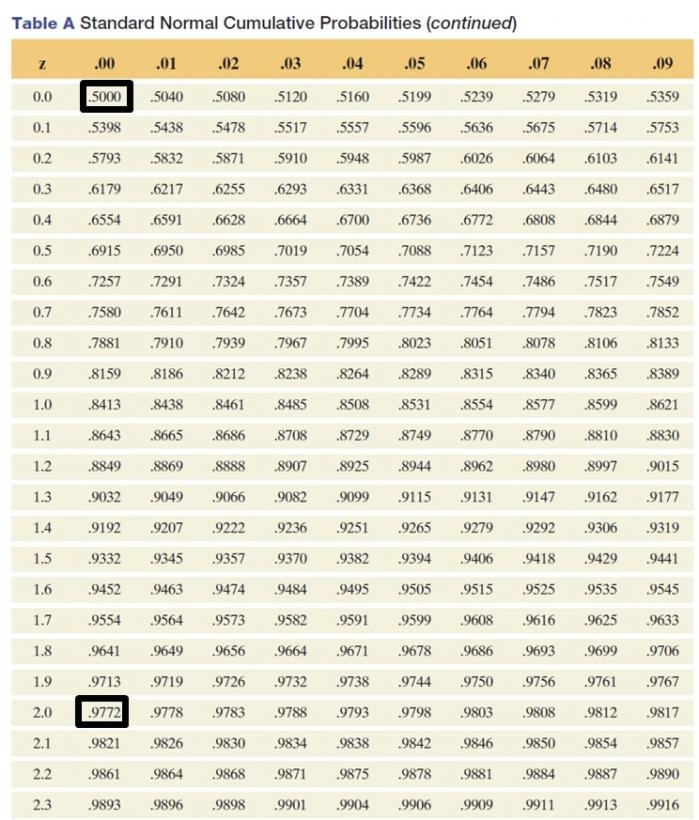 Table A Standard Normal Cumulative Probabilities (continued)
z .00 .01 .02 .03 .04 .05 .06 .07 .08 .09
0.0 .5000 .5040 .5080 .5120 .5160 .5199 .5239 .5279 .5319 .5359
0.1 .5398 .5438 .5478 .5517 .5557 .5596 .5636 .5675 .5714 .5753
0.2 .5793 .5832 .5871 .5910 .5948 .5987 .6026 .6064 .6103 .6141
0.3 .6179 .6217 .6255 .6293 .6331 .6368 .6406 .6443 .6480 .6517
0.4 .6554 .6591 .6628 .6664 .6700 .6736 .6772 .6808 .6844 .6879
0.5 .6915 .6950 .6985 .7019 .7054 .7088 .7123 .7157 .7190 .7224
0.6 .7257 .7291 .7324 .7357 .7389 .7422 .7454 .7486 .7517 .7549
0.7 .7580 .7611 .7642 .7673 .7704 .7734 .7764 .7794 .7823 .7852
0.8 .7881 .7910 .7939 .7967 .7995 .8023 .8051 .8078 .8106 .8133
0.9 .8159 .8186 .8212 .8238 .8264 .8289 .8315 .8340 .8365 .8389
1.0 .8413 .8438 .8461 .8485 .8508 .8531 .8554 .8577 .8599 .8621
1.1 .8643 .8665 .8686 .8708 .8729 .8749 .8770 .8790 .8810 .8830
1.2 .8849 .8869 .8888 .8907 .8925 .8944 .8962 .8980 .8997 .9015
1.3 .9032 .9049 .9066 .9082 .9099 .9115 .9131 .9147 .9162 .9177
1.4 .9192 .9207 .9222 .9236 .9251 .9265 .9279 .9292 .9306 .9319
1.5 .9332 .9345 .9357 .9370 .9382 .9394 .9406 .9418 .9429 .9441
1.6 .9452 .9463 .9474 .9484 .9495 .9505 .9515 .9525 .9535 .9545
1.7 .9554 .9564 .9573 .9582 .9591 .9599 .9608 .9616 .9625 .9633
1.8 .9641 .9649 .9656 .9664 .9671 .9678 .9686 .9693 .9699 .9706
1.9 .9713 .9719 .9726 .9732 .9738 .9744 .9750 .9756 .9761 .9767
2.0 .9772 .9778 .9783 .9788 .9793 .9798 .9803 .9808 .9812 .9817
2.1 .9821 .9826 .9830 .9834 .9838 .9842 .9846 .9850 .9854 .9857
2.2 .9861 .9864 .9868 .9871 .9875 .9878 .9881 .9884 .9887 .9890
2.3 .9893 .9896 .9898 .9901 .9904 .9906 .9909 .9911 .9913 .9916